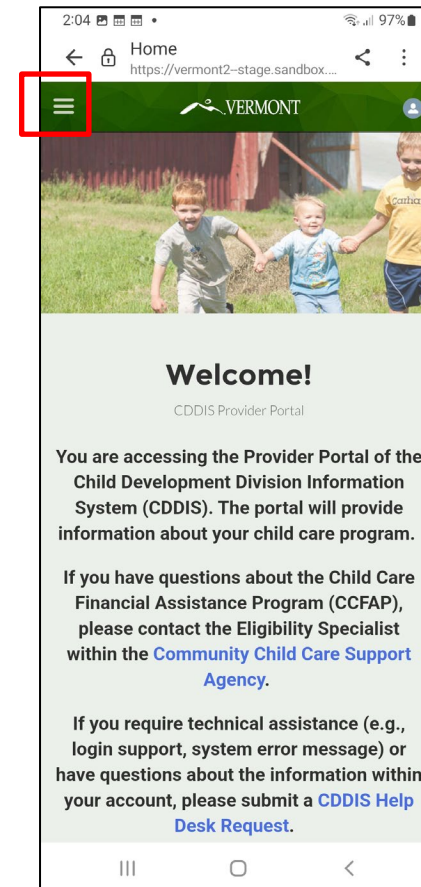 2:04 97%
Home
https://vermont2--stage.sandbox....
VERMONT
Carha
Welcome!
CDDIS Provider Portal
You are accessing the Provider Portal of the
Child Development Division Information
System (CDDIS). The portal will provide
information about your child care program.
If you have questions about the Child Care
Financial Assistance Program (CCFAP),
please contact the Eligibility Specialist
within the Community Child Care Support
Agency.
If you require technical assistance (e.g.,
login support, system error message) or
have questions about the information within
your account, please submit a CDDIS Help
Desk Request.